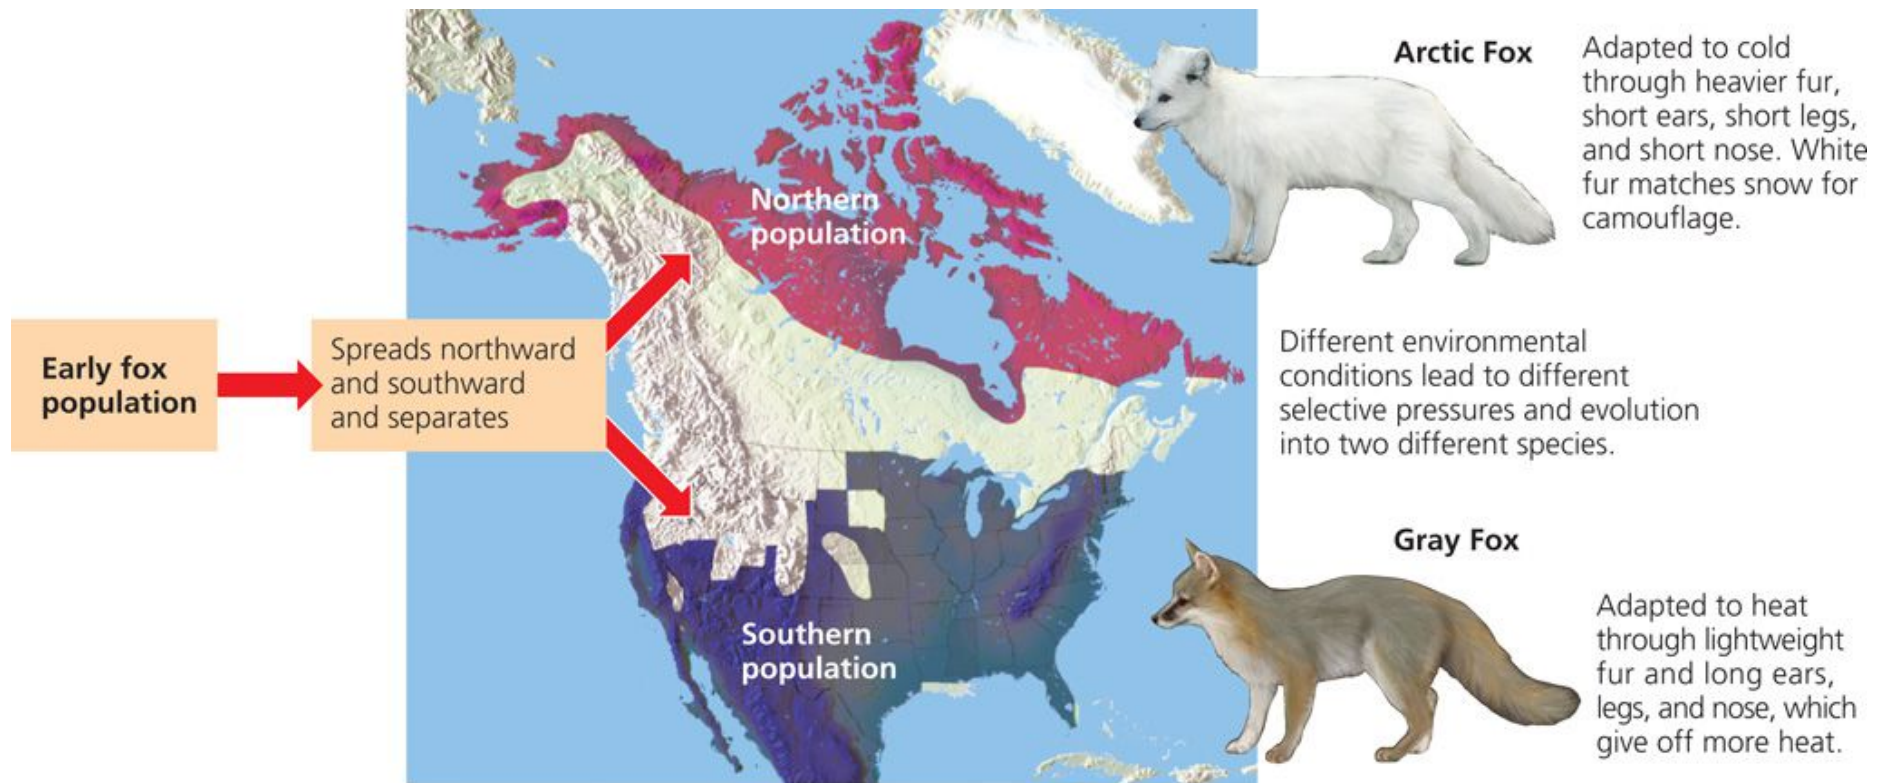 Early fox
population
Spreads northward
and southward
and separates
Northern
population
Southern
population
Arctic Fox
Adapted to cold
through heavier fur,
short ears, short legs,
and short nose. White
fur matches snow for
camouflage.
Different environmental
conditions lead to different
selective pressures and evolution
into two different species.
Gray Fox
Adapted to heat
through lightweight
fur and long ears,
legs, and nose, which
give off more heat.